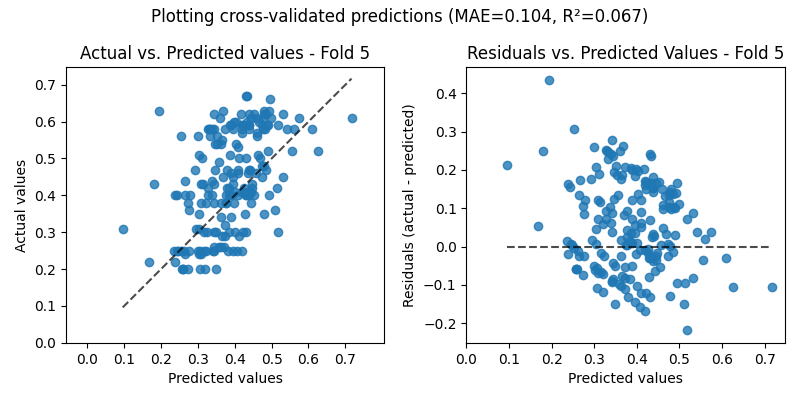 Plotting cross-validated predictions (MAE=0.104, R²=0.067)
Actual vs. Predicted values - Fold 5
Actual values
0.7
0.6
0.5
0.4
0.3
0.2
0.1
0.0
0.0 0.1 0.2 0.3 0.4 0.5 0.6 0.7
Predicted values
Residuals vs. Predicted Values - Fold 5
Residuals (actual - predicted)
0.4
0.3
0.2
0.1
0.0
−0.1
−0.2
0.0 0.1 0.2 0.3 0.4 0.5 0.6 0.7
Predicted values